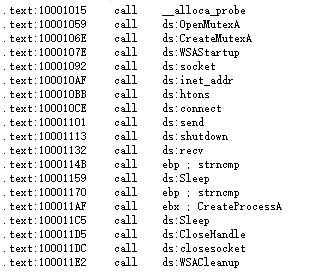 .text:10001015 call __alloca_probe
.text:10001059 call ds:OpenMutexA
.text:1000106E call ds:CreateMutexA
.text:1000107E call ds:WSAStartup
.text:10001092 call ds:socket
.text:100010AF call ds:inet_addr
.text:100010BB call ds:htons
.text:100010CE call ds:connect
.text:10001101 call ds:send
.text:10001113 call ds:shutdown
.text:10001132 call ds:recv
.text:1000114B call ebp ; strncmp
.text:10001159 call ds:Sleep
.text:10001170 call ebp ; strncmp
.text:100011AF call ebx ; CreateProcessA
.text:100011C5 call ds:Sleep
.text:100011D5 call ds:CloseHandle
.text:100011DC call ds:closesocket
.text:100011E2 call ds:WSACleanup